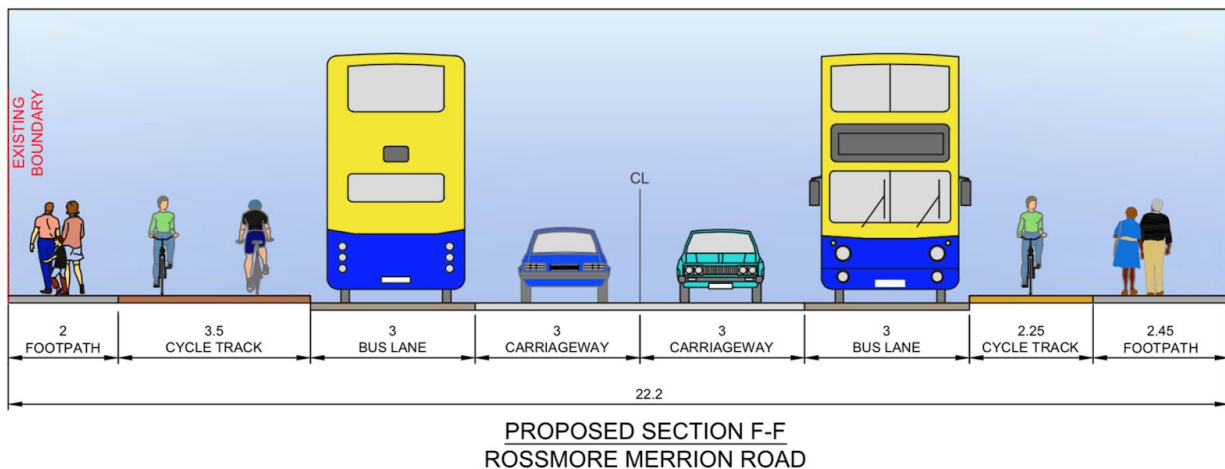 EXISTING
BOUNDARY
CL
2
FOOTPATH
3.5
CYCLE TRACK
3
BUS LANE
3
CARRIAGEWAY
3
CARRIAGEWAY
3
BUS LANE
2.25
CYCLE TRACK
2.45
FOOTPATH
22.2
PROPOSED SECTION F-F
ROSSMORE MERRION ROAD